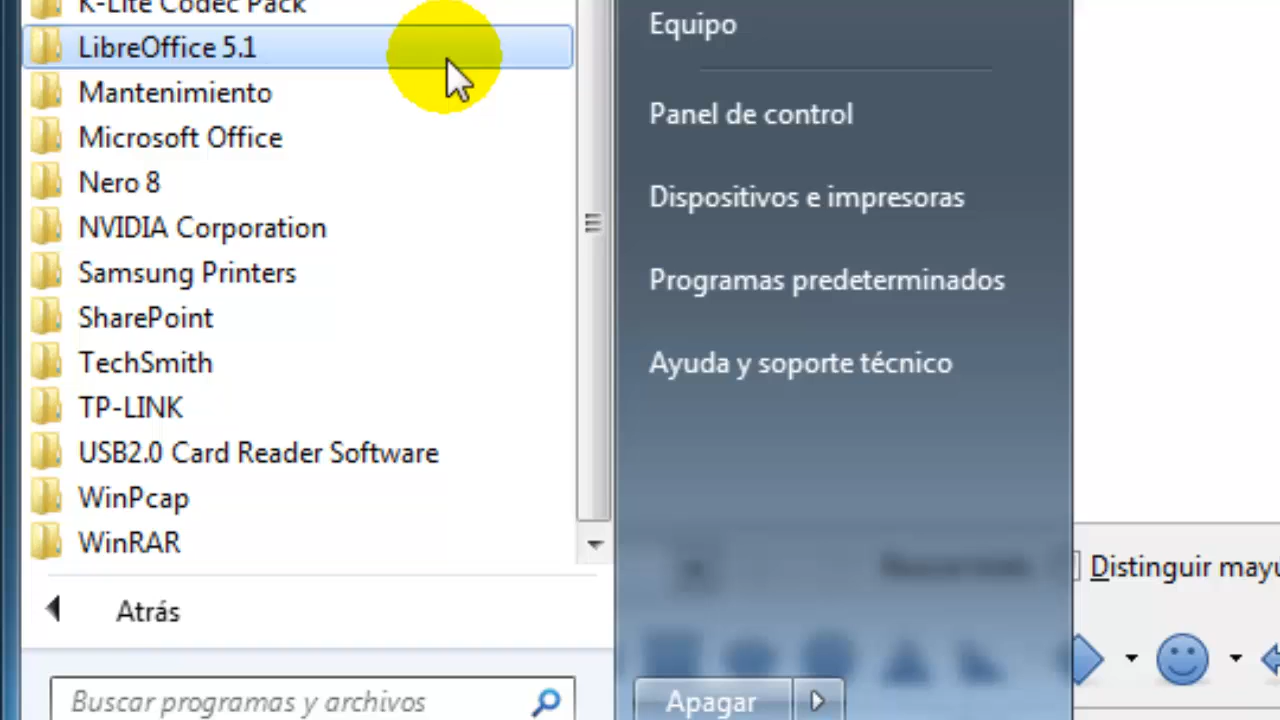 K-Lite Codec Pack
LibreOffice 5.1
Mantenimiento
Microsoft Office
Nero 8
NVIDIA Corporation
Samsung Printers
SharePoint
TechSmith
TP-LINK
USB2.0 Card Reader Software
WinPcap
WinRAR
Atrás
Buscar programas y archivos
Equipo
Panel de control
Dispositivos e impresoras
Programas predeterminados
Ayuda y soporte técnico
Apagar
Distinguir mayú